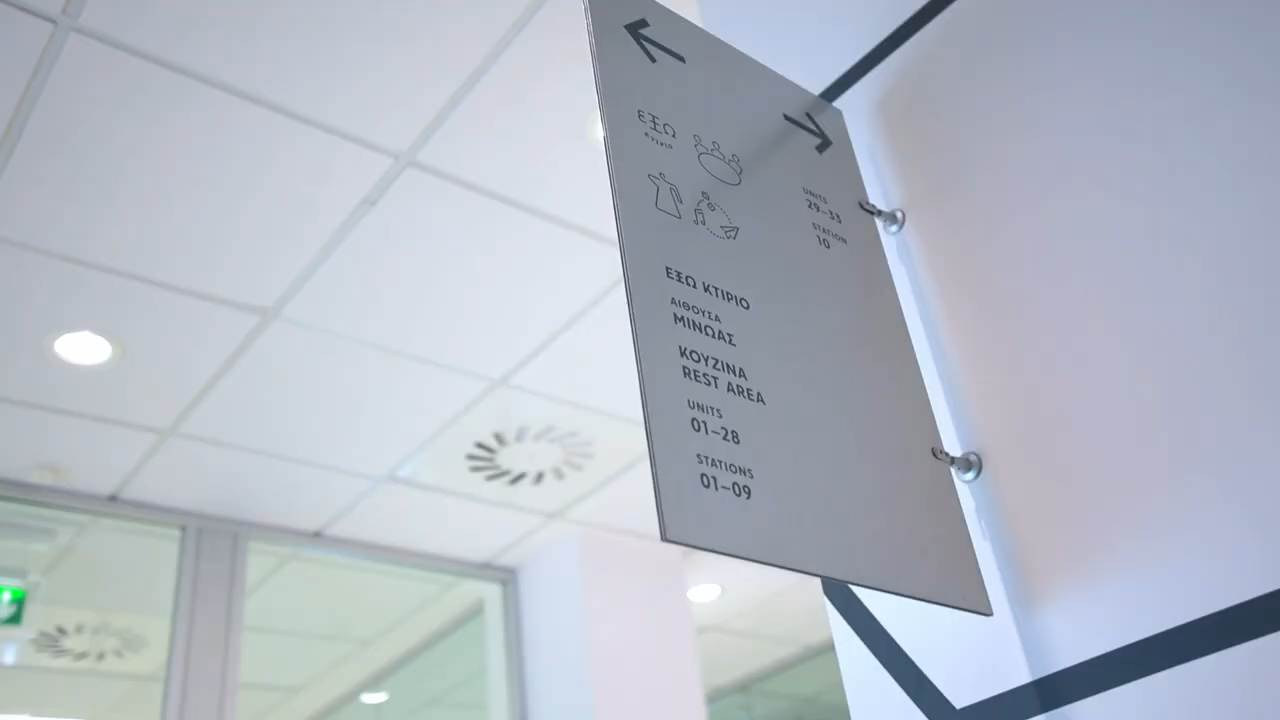 ΕΞΩ
ΚΤΙΡΙΟ
UNITS
29–33
STATION
10
ΕΞΩ ΚΤΙΡΙΟ
ΑΙΘΟΥΣΑ
ΜΙΝΩΑΣ
ΚΟΥΖΙΝΑ
REST AREA
UNITS
01–28
STATIONS
01–09